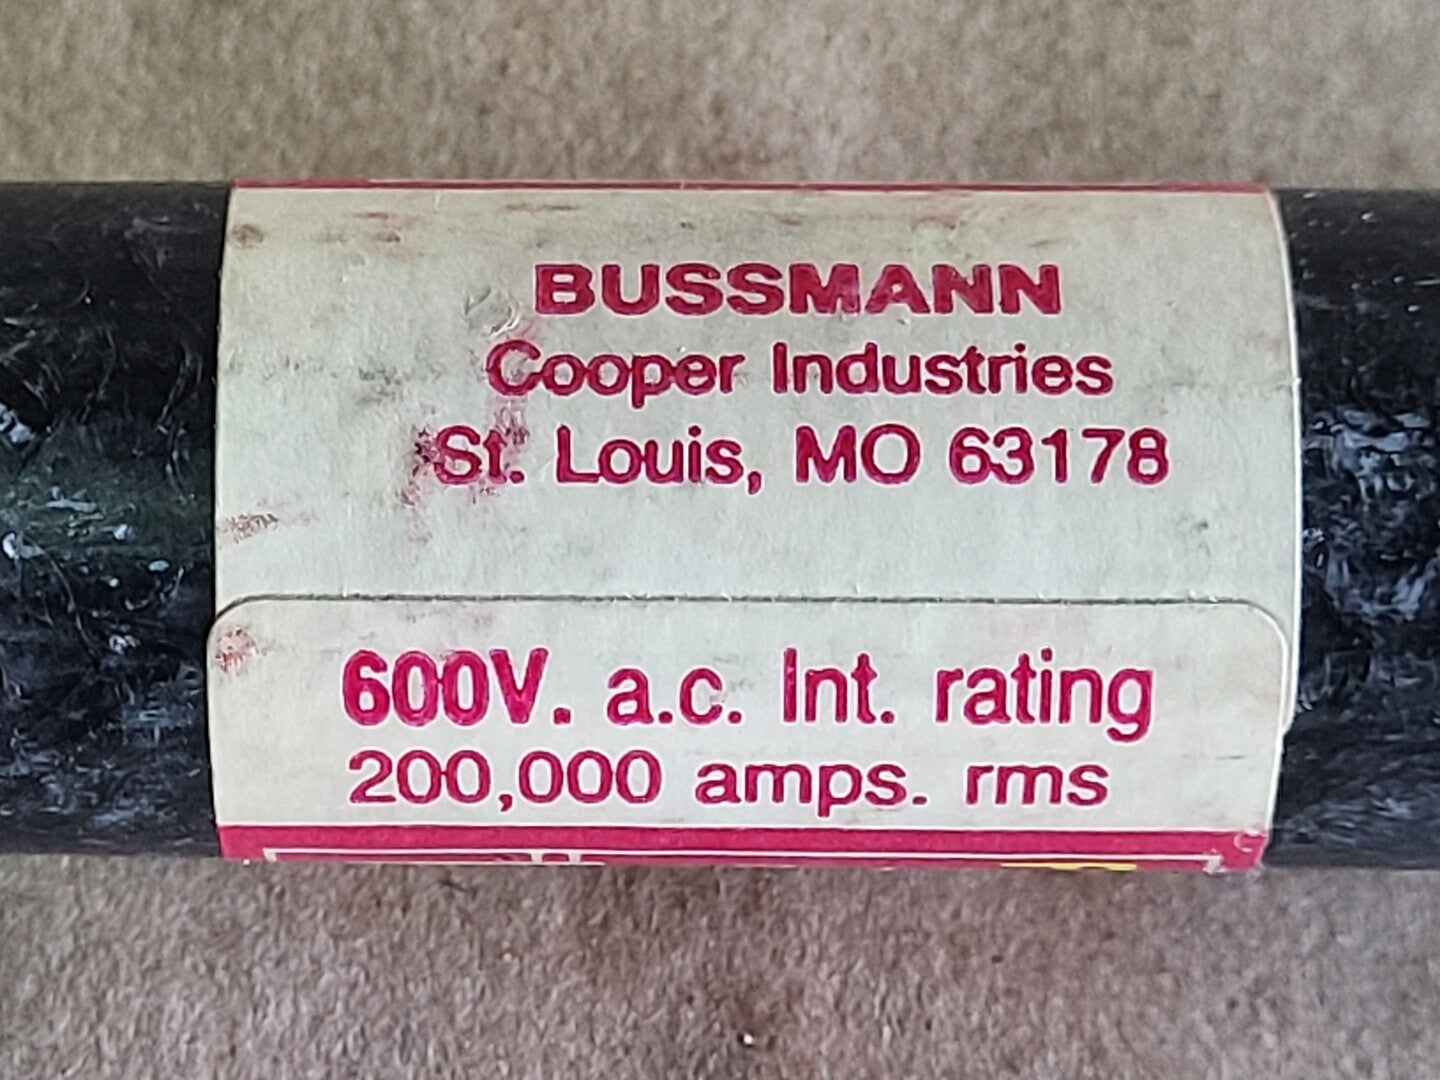 BUSSMANN
Cooper Industries
St. Louis, MO 63178
600V. a.c. Int. rating
200,000 amps. rms